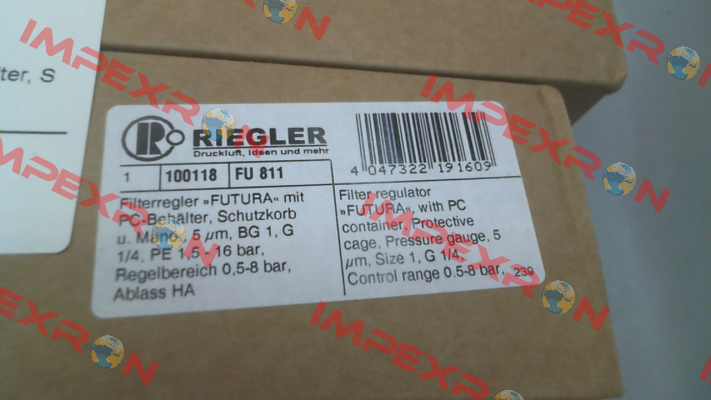 ter, S
RIEGLER
Druckluft, Ideen und mehr
4 047322 191609
1 100118 FU 811
Filterregler »FUTURA« mit
PC-Behälter, Schutzkorb
u. Mano., 5 µm, BG 1, G
1/4, PE 1,5 - 16 bar,
Regelbereich 0,5-8 bar,
Ablass HA
Filter regulator
»FUTURA«, with PC
container, Protective
cage, Pressure gauge, 5
µm, Size 1, G 1/4,
Control range 0.5-8 bar,
239
IMPEXRON
IMPEXRON
IMPEXRON
IMPEXRON
IMPEXRON
IMPEXRON